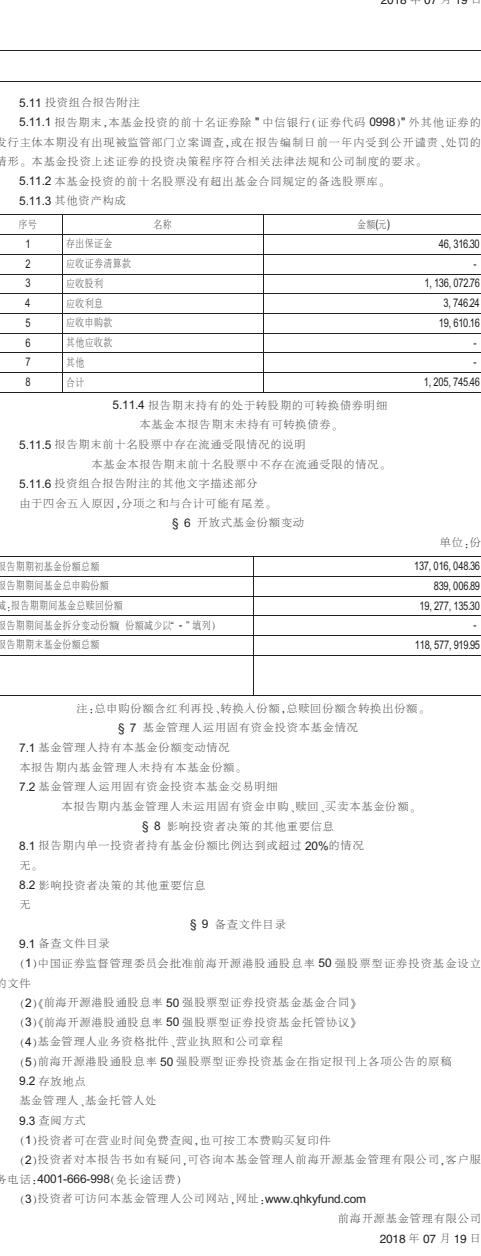 2018 年 07 月 19 日
5.11 投资组合报告附注
5.11.1 报告期末,本基金投资的前十名证券除 " 中信银行(证券代码 0998)" 外其他证券的
发行主体本期没有出现被监管部门立案调查,或在报告编制日前一年内受到公开谴责、处罚的
情形。本基金投资上述证券的投资决策程序符合相关法律法规和公司制度的要求。
5.11.2 本基金投资的前十名股票没有超出基金合同规定的备选股票库。
5.11.3 其他资产构成
序号 名称 金额(元)
1 存出保证金 46,316.30
2 应收证券清算款 -
3 应收股利 1,136,072.76
4 应收利息 3,746.24
5 应收申购款 19,610.16
6 其他应收款 -
7 其他 -
8 合计 1,205,745.46
5.11.4 报告期末持有的处于转股期的可转换债券明细
本基金本报告期末未持有可转换债券。
5.11.5 报告期末前十名股票中存在流通受限情况的说明
本基金本报告期末前十名股票中不存在流通受限的情况。
5.11.6 投资组合报告附注的其他文字描述部分
由于四舍五入原因,分项之和与合计可能有尾差。
§ 6 开放式基金份额变动
单位:份
报告期期初基金份额总额 137,016,048.36
报告期期间基金总申购份额 839,006.89
减:报告期期间基金总赎回份额 19,277,135.30
报告期期间基金拆分变动份额( 份额减少以" - "填列) -
报告期期末基金份额总额 118,577,919.95
注:总申购份额含红利再投、转换入份额,总赎回份额含转换出份额。
§ 7 基金管理人运用固有资金投资本基金情况
7.1 基金管理人持有本基金份额变动情况
本报告期内基金管理人未持有本基金份额。
7.2 基金管理人运用固有资金投资本基金交易明细
本报告期内基金管理人未运用固有资金申购、赎回、买卖本基金份额。
§ 8 影响投资者决策的其他重要信息
8.1 报告期内单一投资者持有基金份额比例达到或超过 20%的情况
无。
8.2 影响投资者决策的其他重要信息
无
§ 9 备查文件目录
9.1 备查文件目录
(1)中国证券监督管理委员会批准前海开源港股通股息率 50 强股票型证券投资基金设立
的文件
(2)《前海开源港股通股息率 50 强股票型证券投资基金基金合同》
(3)《前海开源港股通股息率 50 强股票型证券投资基金托管协议》
(4)基金管理人业务资格批件、营业执照和公司章程
(5)前海开源港股通股息率 50 强股票型证券投资基金在指定报刊上各项公告的原稿
9.2 存放地点
基金管理人、基金托管人处
9.3 查阅方式
(1)投资者可在营业时间免费查阅,也可按工本费购买复印件
(2)投资者对本报告书如有疑问,可咨询本基金管理人前海开源基金管理有限公司,客户服
务电话:4001-666-998(免长途话费)
(3)投资者可访问本基金管理人公司网站,网址:www.qhkyfund.com
前海开源基金管理有限公司
2018 年 07 月 19 日